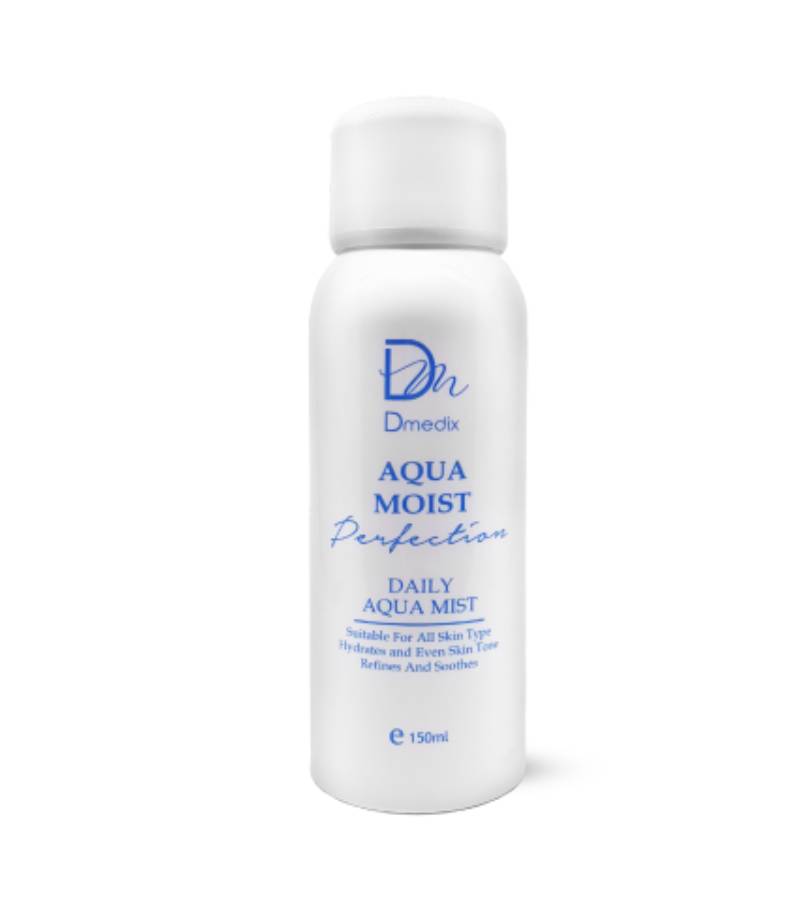 Dm
Dmedix
AQUA
MOIST
Perfection
DAILY
AQUA MIST
Suitable For All Skin Type
Hydrates and Even Skin Tone
Refines And Soothes
e 150ml